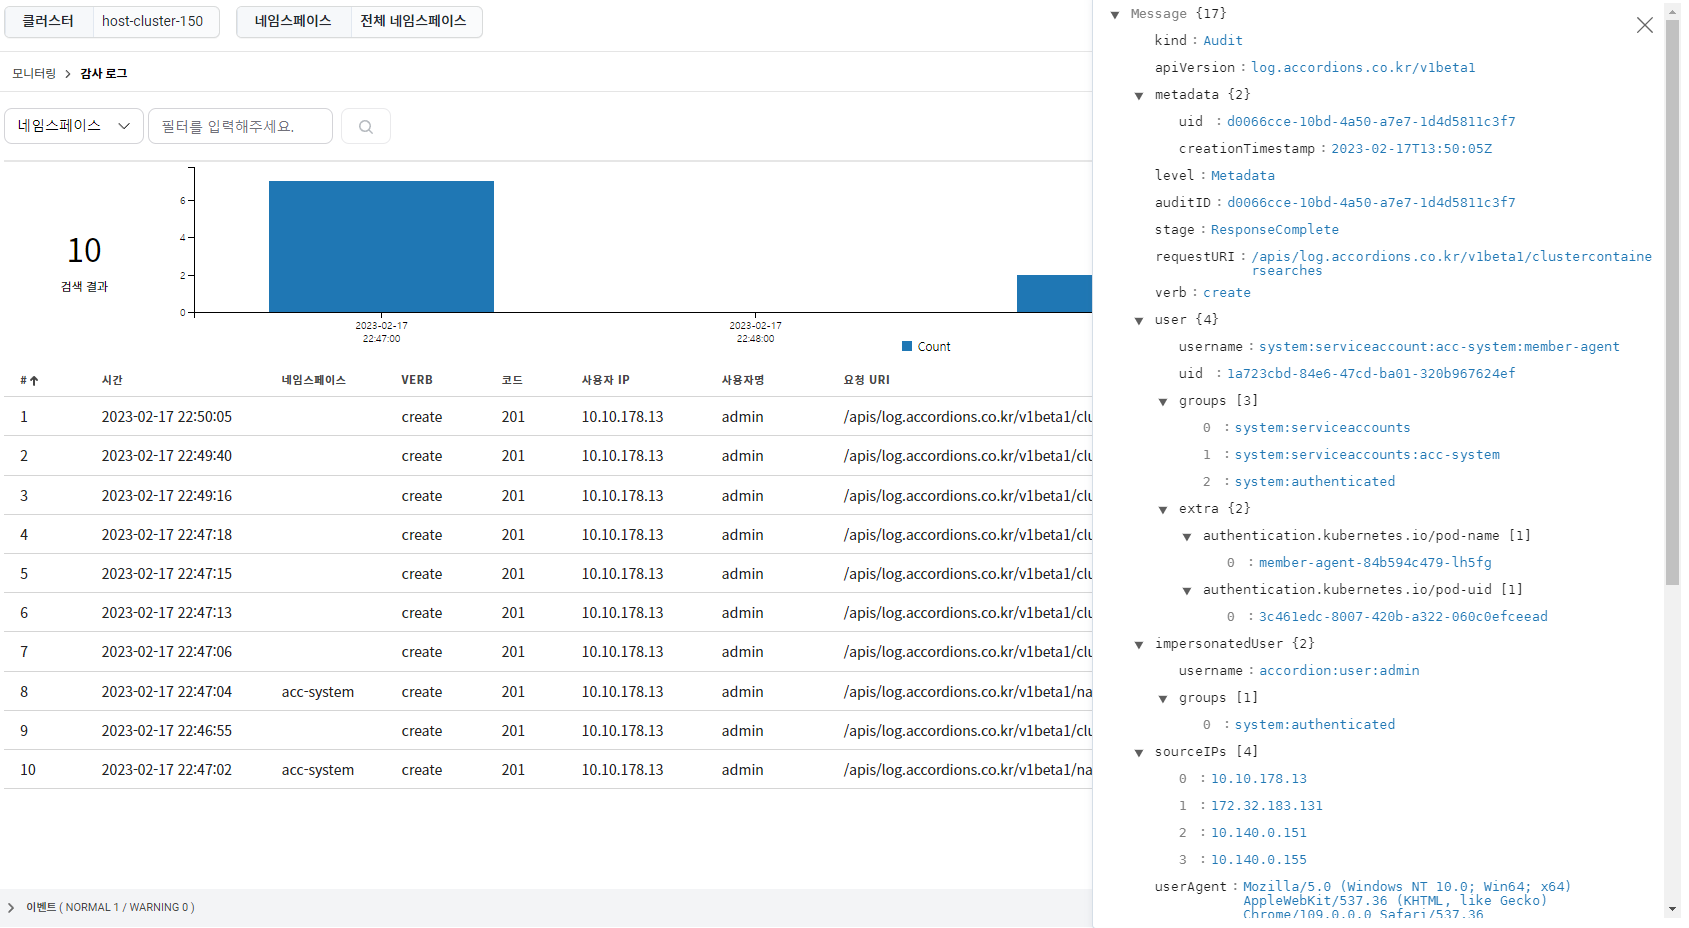 클러스터 host-cluster-150 네임스페이스 전체 네임스페이스
모니터링 > 감사 로그
네임스페이스 필터를 입력해주세요.
10
검색 결과
6
4
2
0
2023-02-17
22:47:00
2023-02-17
22:48:00
Count
# 시간 네임스페이스 VERB 코드 사용자 IP 사용자명 요청 URI
1 2023-02-17 22:50:05 create 201 10.10.178.13 admin /apis/log.accordions.co.kr/v1beta1/clu
2 2023-02-17 22:49:40 create 201 10.10.178.13 admin /apis/log.accordions.co.kr/v1beta1/clu
3 2023-02-17 22:49:16 create 201 10.10.178.13 admin /apis/log.accordions.co.kr/v1beta1/clu
4 2023-02-17 22:47:18 create 201 10.10.178.13 admin /apis/log.accordions.co.kr/v1beta1/clu
5 2023-02-17 22:47:15 create 201 10.10.178.13 admin /apis/log.accordions.co.kr/v1beta1/clu
6 2023-02-17 22:47:13 create 201 10.10.178.13 admin /apis/log.accordions.co.kr/v1beta1/clu
7 2023-02-17 22:47:06 create 201 10.10.178.13 admin /apis/log.accordions.co.kr/v1beta1/clu
8 2023-02-17 22:47:04 acc-system create 201 10.10.178.13 admin /apis/log.accordions.co.kr/v1beta1/na
9 2023-02-17 22:46:55 create 201 10.10.178.13 admin /apis/log.accordions.co.kr/v1beta1/clu
10 2023-02-17 22:47:02 acc-system create 201 10.10.178.13 admin /apis/log.accordions.co.kr/v1beta1/na
이벤트 ( NORMAL 1 / WARNING 0 )
Message {17}
kind : Audit
apiVersion : log.accordions.co.kr/v1beta1
metadata {2}
uid : d0066cce-10bd-4a50-a7e7-1d4d5811c3f7
creationTimestamp : 2023-02-17T13:50:05Z
level : Metadata
auditID : d0066cce-10bd-4a50-a7e7-1d4d5811c3f7
stage : ResponseComplete
requestURI : /apis/log.accordions.co.kr/v1beta1/clustercontaine
rsearches
verb : create
user {4}
username : system:serviceaccount:acc-system:member-agent
uid : 1a723cbd-84e6-47cd-ba01-320b967624ef
groups [3]
0 : system:serviceaccounts
1 : system:serviceaccounts:acc-system
2 : system:authenticated
extra {2}
authentication.kubernetes.io/pod-name [1]
0 : member-agent-84b594c479-lh5fg
authentication.kubernetes.io/pod-uid [1]
0 : 3c461edc-8007-420b-a322-060c0efceead
impersonatedUser {2}
username : accordion:user:admin
groups [1]
0 : system:authenticated
sourceIPs [4]
0 : 10.10.178.13
1 : 172.32.183.131
2 : 10.140.0.151
3 : 10.140.0.155
userAgent : Mozilla/5.0 (Windows NT 10.0; Win64; x64)
AppleWebKit/537.36 (KHTML, like Gecko)
Chrome/109.0.0.0 Safari/537.36